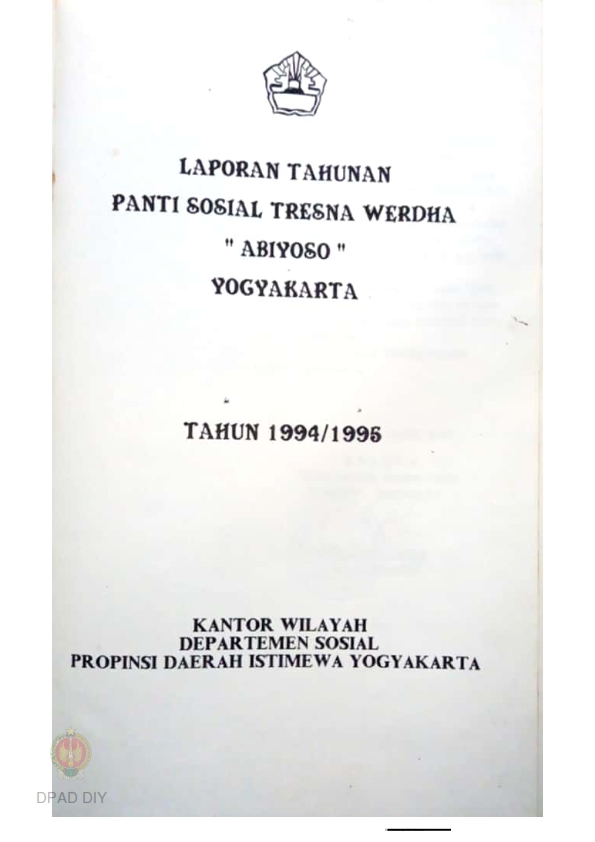 LAPORAN TAHUNAN
PANTI SOSIAL TRESNA WERDHA
" ABIYOSO "
YOGYAKARTA
TAHUN 1994/1995
KANTOR WILAYAH
DEPARTEMEN SOSIAL
PROPINSI DAERAH ISTIMEWA YOGYAKARTA
DPAD DIY